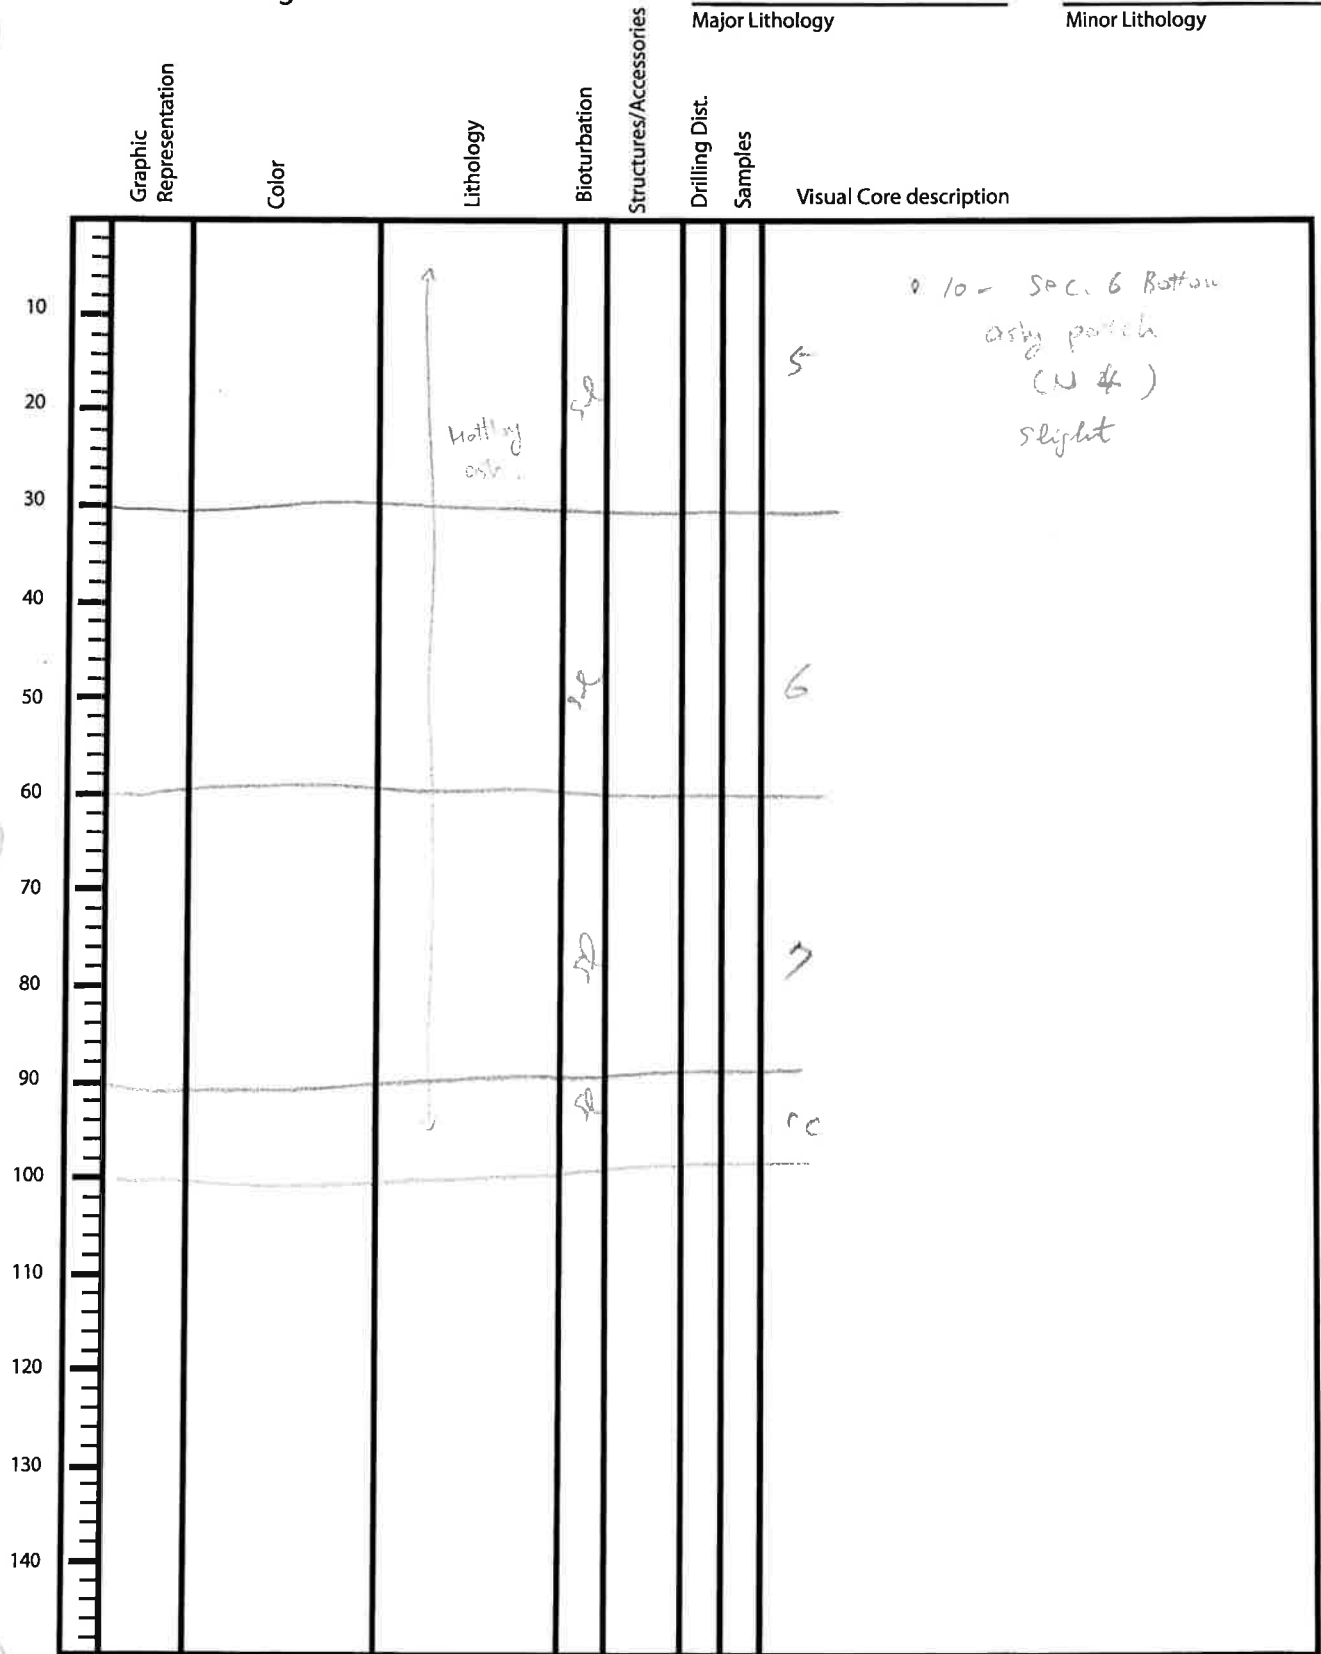 Major Lithology
Minor Lithology
Graphic
Representation
Color
Lithology
Bioturbation
Structures/Accessories
Drilling Dist.
Samples
Visual Core description
10
20
30
40
50
60
70
80
90
100
110
120
130
140
10 - Sec. 6 Bottom
ashy patch
(N 4)
slight
5
Mottling
6
7
cc